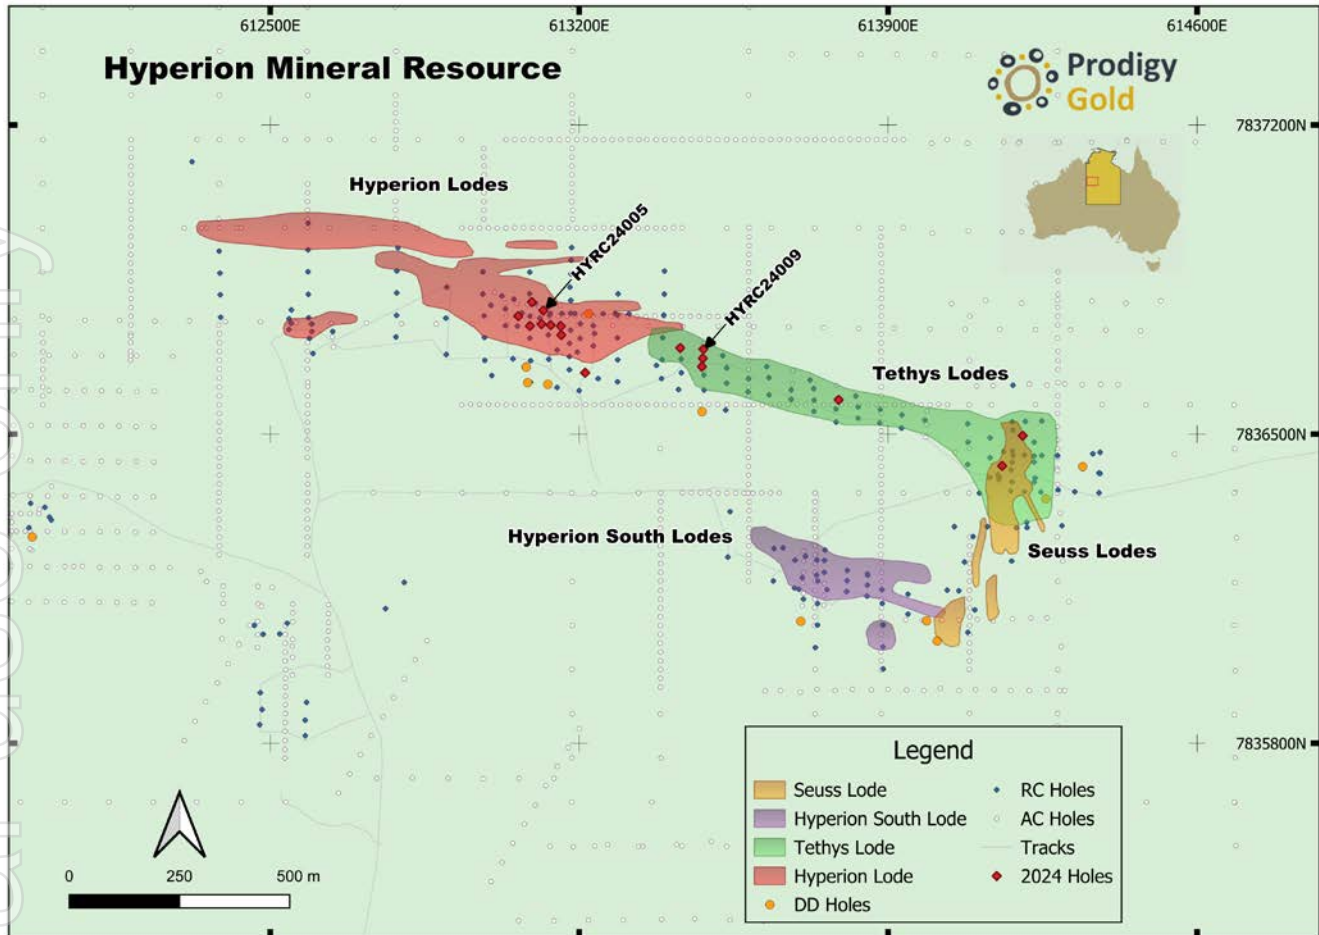 612500E 613200E 613900E 614600E
Hyperion Mineral Resource
Prodigy
Gold
7837200N
Hyperion Lodes
HYRC24005
HYRC24009
Tethys Lodes
7836500N
Hyperion South Lodes
Seuss Lodes
7835800N
Legend
Seuss Lode
Hyperion South Lode
Tethys Lode
Hyperion Lode
DD Holes
RC Holes
AC Holes
Tracks
2024 Holes
0 250 500 m